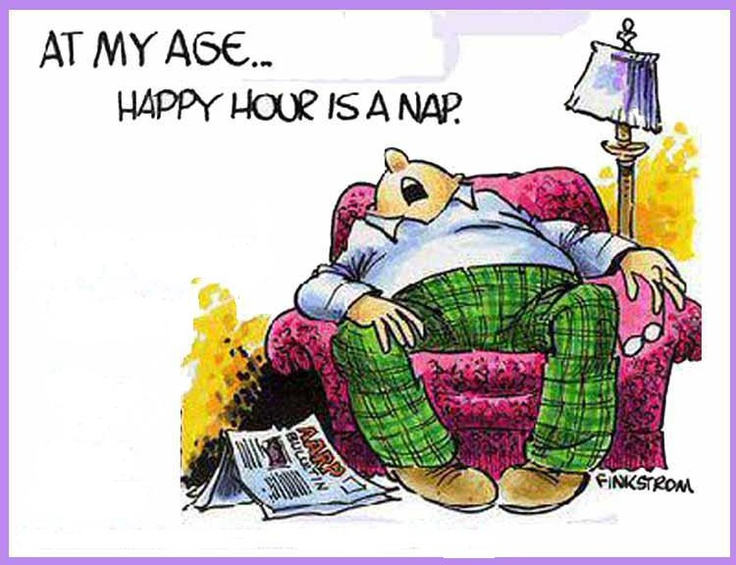 AT MY AGE...
HAPPY HOUR IS A NAP.
AARP
BULLETIN
FINKSTROM